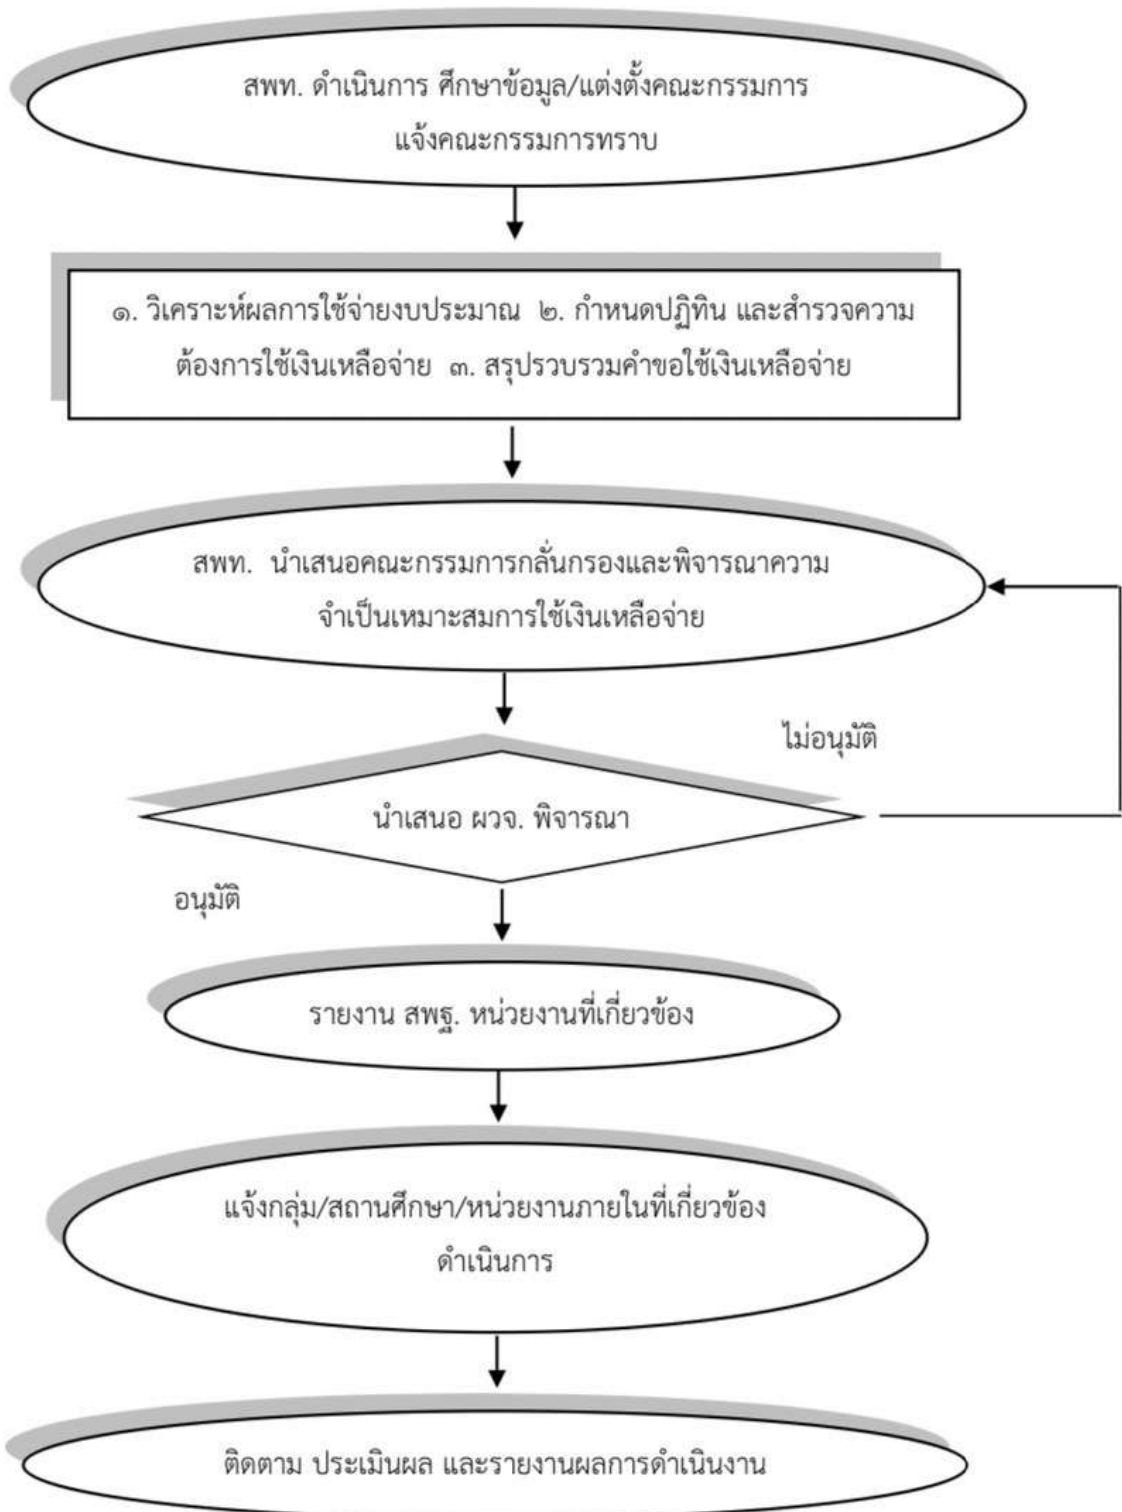 สพท. ดำเนินการ ศึกษาข้อมูล/แต่งตั้งคณะกรรมการ
แจ้งคณะกรรมการทราบ
๑. วิเคราะห์ผลการใช้จ่ายงบประมาณ ๒. กำหนดปฏิทิน และสำรวจความ
ต้องการใช้เงินเหลือจ่าย ๓. สรุปรวบรวมคำขอใช้เงินเหลือจ่าย
สพท. นำเสนอคณะกรรมการกลั่นกรองและพิจารณาความ
จำเป็นเหมาะสมการใช้เงินเหลือจ่าย
ไม่อนุมัติ
นำเสนอ ผวจ. พิจารณา
อนุมัติ
รายงาน สพฐ. หน่วยงานที่เกี่ยวข้อง
แจ้งกลุ่ม/สถานศึกษา/หน่วยงานภายในที่เกี่ยวข้อง
ดำเนินการ
ติดตาม ประเมินผล และรายงานผลการดำเนินงาน